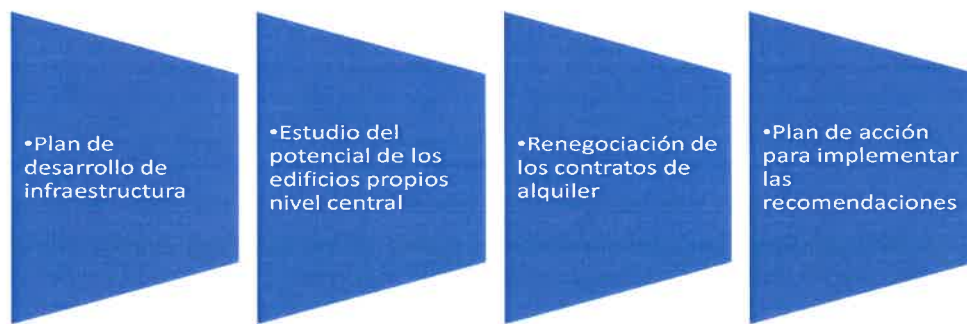 •Plan de
desarrollo de
infraestructura
•Estudio del
potencial de los
edificios propios
nivel central
•Renegociación de
los contratos de
alquiler
•Plan de acción
para implementar
las
recomendaciones